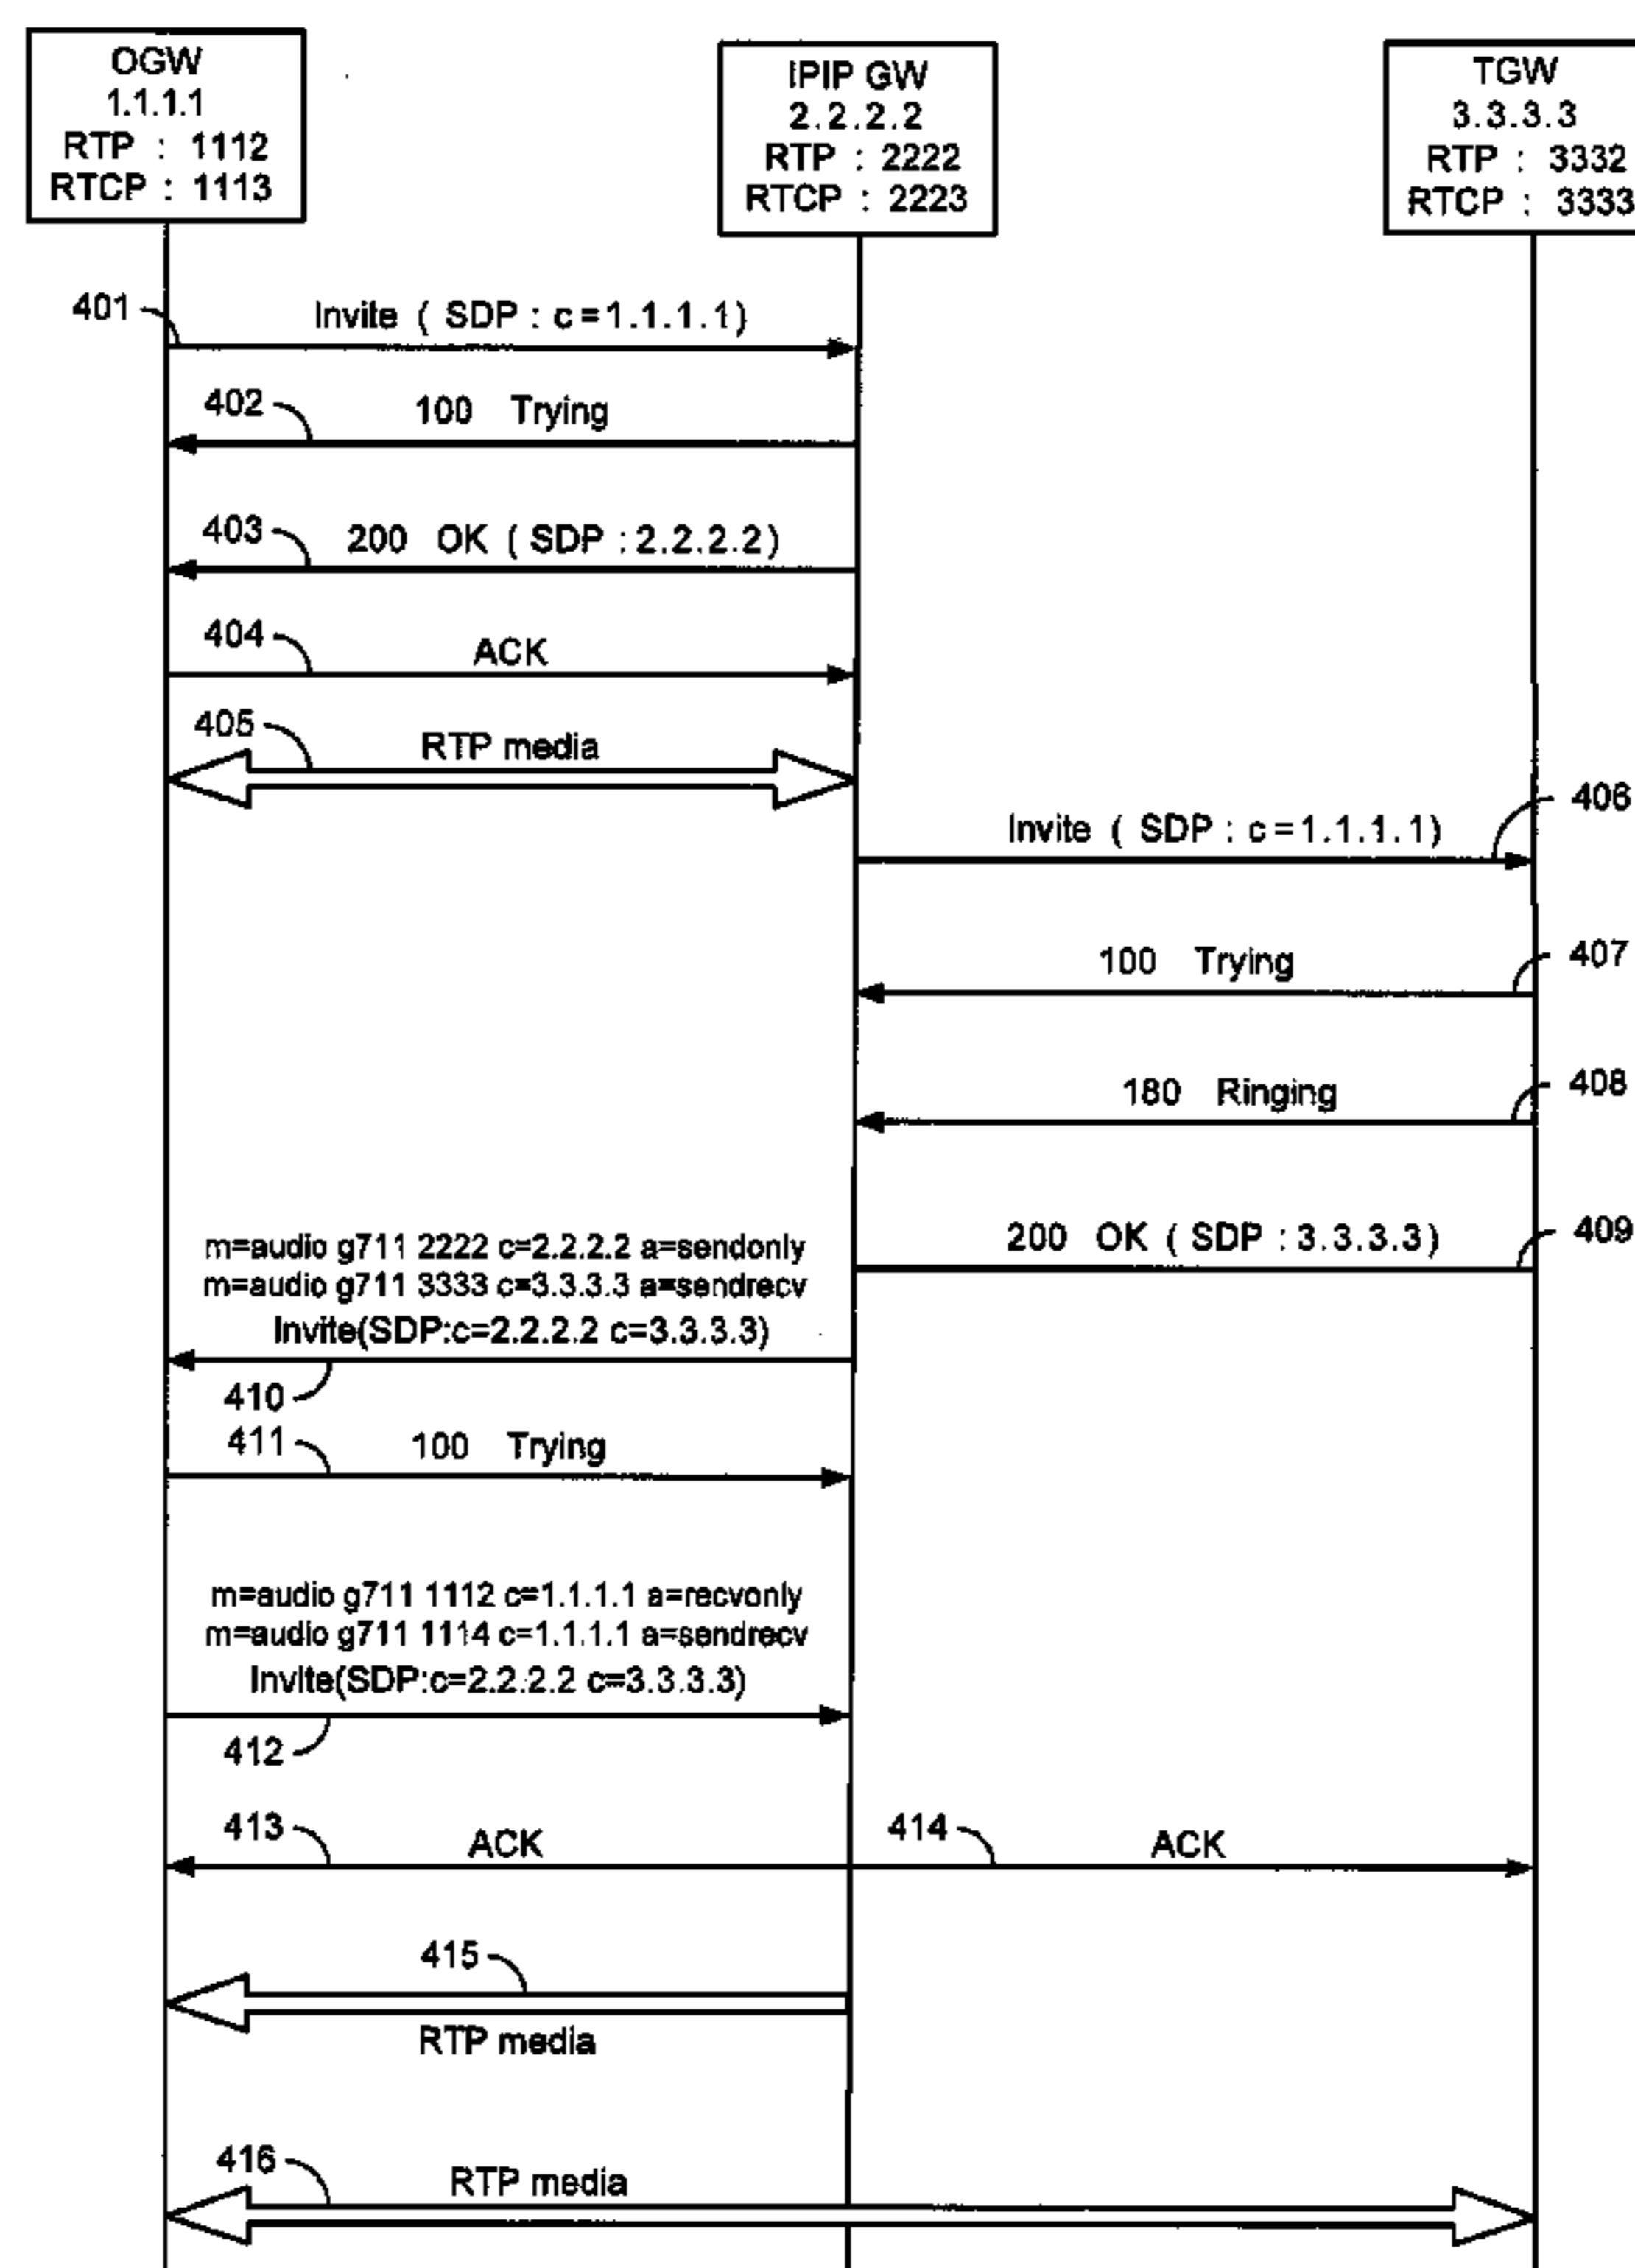 OGW
1.1.1.1
RTP : 1112
RTCP : 1113
IPIP GW
2.2.2.2
RTP : 2222
RTCP : 2223
TGW
3.3.3.3
RTP : 3332
RTCP : 3333
401
Invite ( SDP : c=1.1.1.1)
402
100 Trying
403
200 OK ( SDP : 2.2.2.2)
404
ACK
405
RTP media
406
Invite ( SDP : c=1.1.1.1)
407
100 Trying
408
180 Ringing
409
200 OK ( SDP : 3.3.3.3)
m=audio g711 2222 c=2.2.2.2 a=sendonly
m=audio g711 3333 c=3.3.3.3 a=sendrecv
Invite(SDP:c=2.2.2.2 c=3.3.3.3)
410
411
100 Trying
m=audio g711 1112 c=1.1.1.1 a=recvonly
m=audio g711 1114 c=1.1.1.1 a=sendrecv
Invite(SDP:c=2.2.2.2 c=3.3.3.3)
412
413
ACK
414
ACK
415
RTP media
416
RTP media